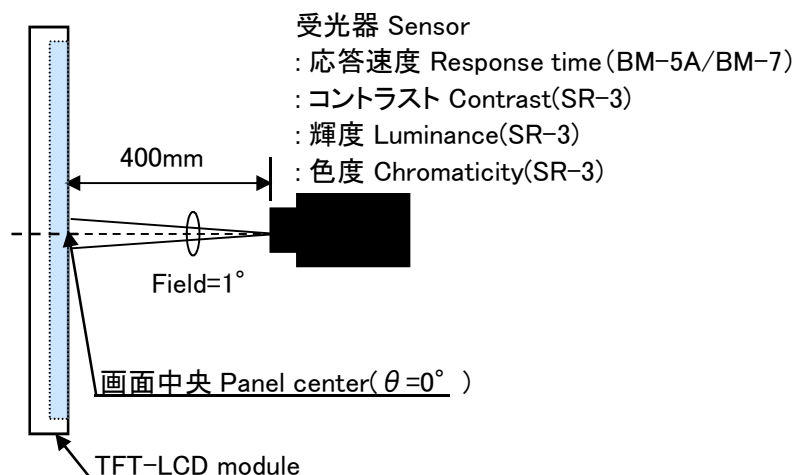 受光器 Sensor
: 応答速度 Response time(BM-5A/BM-7)
: コントラスト Contrast(SR-3)
: 輝度 Luminance(SR-3)
: 色度 Chromaticity(SR-3)
400mm
Field=1°
画面中央 Panel center(θ=0° )
TFT-LCD module